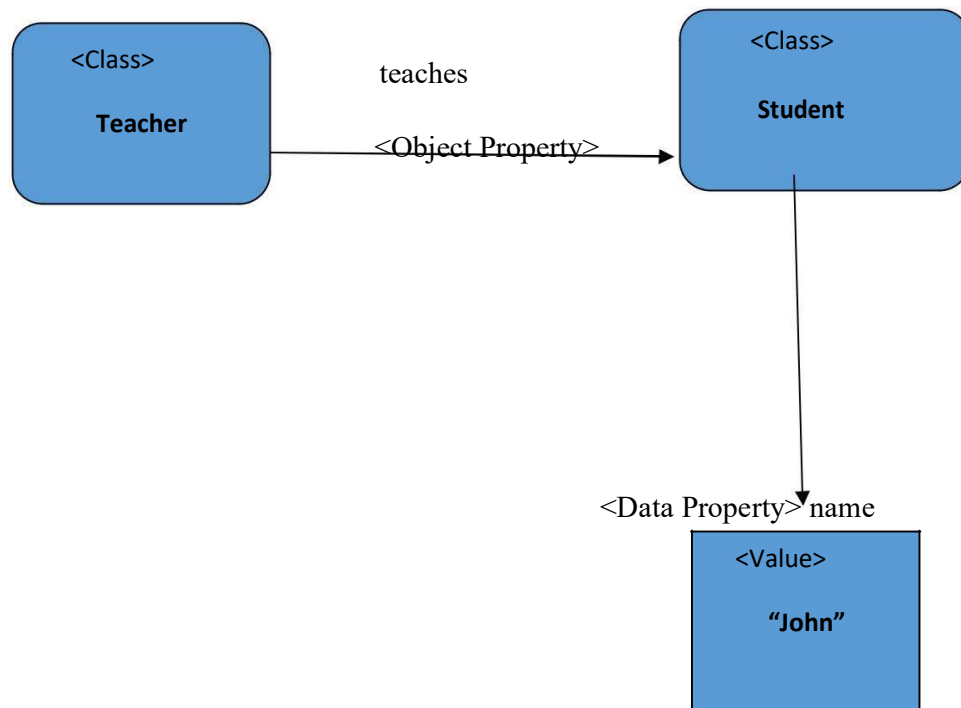 <Class>
Teacher
teaches
<Object Property>
<Class>
Student
<Data Property> name
<Value>
“John”